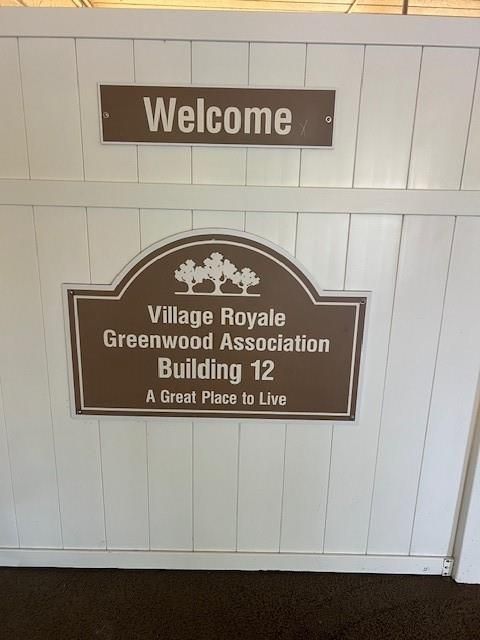 Welcome
Village Royale
Greenwood Association
Building 12
A Great Place to Live